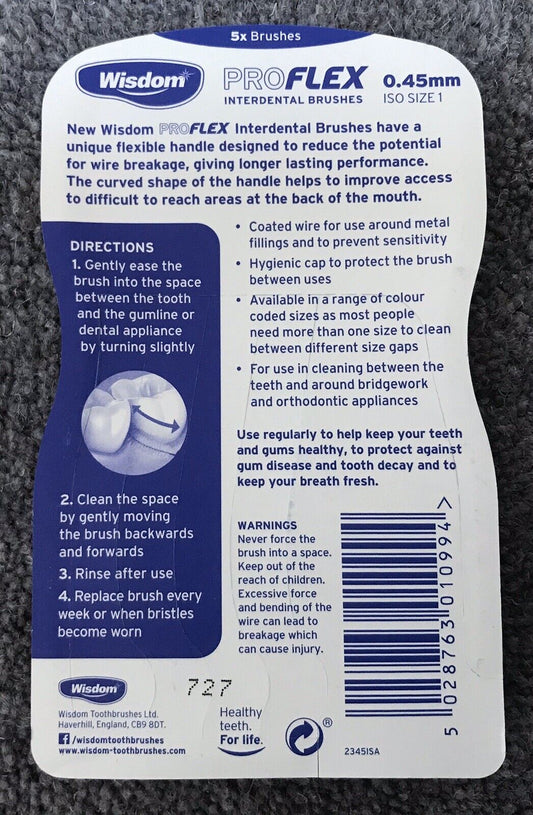 5x Brushes
Wisdom
PROFLEX
INTERDENTAL BRUSHES
0.45mm
ISO SIZE 1
New Wisdom PROFLEX Interdental Brushes have a
unique flexible handle designed to reduce the potential
for wire breakage, giving longer lasting performance.
The curved shape of the handle helps to improve access
to difficult to reach areas at the back of the mouth.
DIRECTIONS
1. Gently ease the
brush into the space
between the tooth
and the gumline or
dental appliance
by turning slightly
2. Clean the space
by gently moving
the brush backwards
and forwards
3. Rinse after use
4. Replace brush every
week or when bristles
become worn
• Coated wire for use around metal
fillings and to prevent sensitivity
• Hygienic cap to protect the brush
between uses
• Available in a range of colour
coded sizes as most people
need more than one size to clean
between different size gaps
• For use in cleaning between the
teeth and around bridgework
and orthodontic appliances
Use regularly to help keep your teeth
and gums healthy, to protect against
gum disease and tooth decay and to
keep your breath fresh.
WARNINGS
Never force the
brush into a space.
Keep out of the
reach of children.
Excessive force
and bending of the
wire can lead to
breakage which
can cause injury.
5 028763 010994 >
2345ISA
Wisdom
Wisdom Toothbrushes Ltd.
Haverhill, England, CB9 8DT.
f /wisdomtoothbrushes
www.wisdom-toothbrushes.com
727
Healthy
teeth.
For life.
®